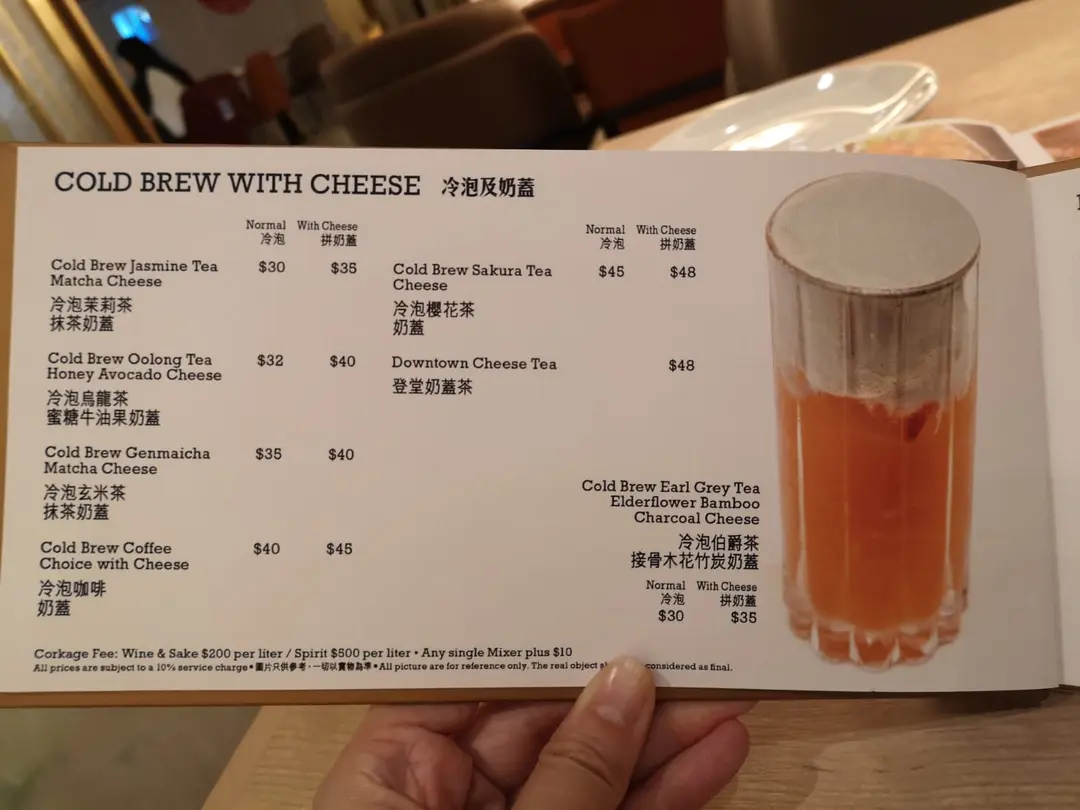 COLD BREW WITH CHEESE 冷泡及奶蓋
Normal With Cheese
冷泡 拼奶蓋
Cold Brew Jasmine Tea $30 $35
Matcha Cheese
冷泡茉莉茶
抹茶奶蓋
Cold Brew Oolong Tea $32 $40
Honey Avocado Cheese
冷泡烏龍茶
蜜糖牛油果奶蓋
Cold Brew Genmaicha $35 $40
Matcha Cheese
冷泡玄米茶
抹茶奶蓋
Cold Brew Coffee $40 $45
Choice with Cheese
冷泡咖啡
奶蓋
Normal With Cheese
冷泡 拼奶蓋
Cold Brew Sakura Tea $45 $48
Cheese
冷泡櫻花茶
奶蓋
Downtown Cheese Tea $48
登堂奶蓋茶
Cold Brew Earl Grey Tea
Elderflower Bamboo
Charcoal Cheese
冷泡伯爵茶
接骨木花竹炭奶蓋
Normal With Cheese
冷泡 拼奶蓋
$30 $35
Corkage Fee: Wine & Sake $200 per liter / Spirit $500 per liter • Any single Mixer plus $10
All prices are subject to a 10% service charge • 圖片只供參考，一切以實物為準 • All picture are for reference only. The real object considered as final.